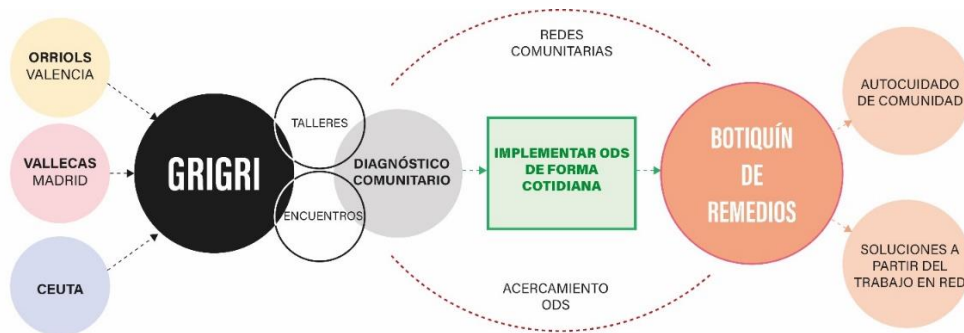 ORRIOLS
VALENCIA
VALLECAS
MADRID
CEUTA
GRIGRI
TALLERES
ENCUENTROS
DIAGNÓSTICO
COMUNITARIO
REDES
COMUNITARIAS
IMPLEMENTAR ODS
DE FORMA
COTIDIANA
ACERCAMIENTO
ODS
BOTIQUÍN
DE
REMEDIOS
AUTOCUIDADO
DE COMUNIDAD
SOLUCIONES A
PARTIR DEL
TRABAJO EN RED